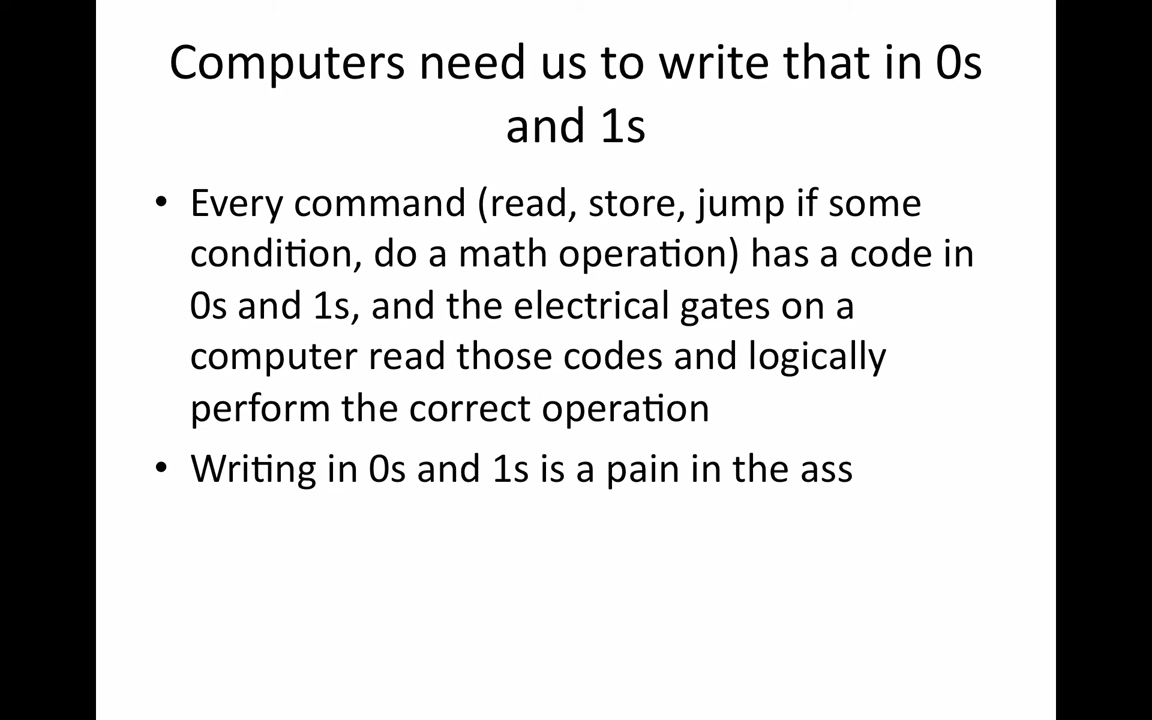 Computers need us to write that in 0s
and 1s
• Every command (read, store, jump if some
condition, do a math operation) has a code in
0s and 1s, and the electrical gates on a
computer read those codes and logically
perform the correct operation
• Writing in 0s and 1s is a pain in the ass